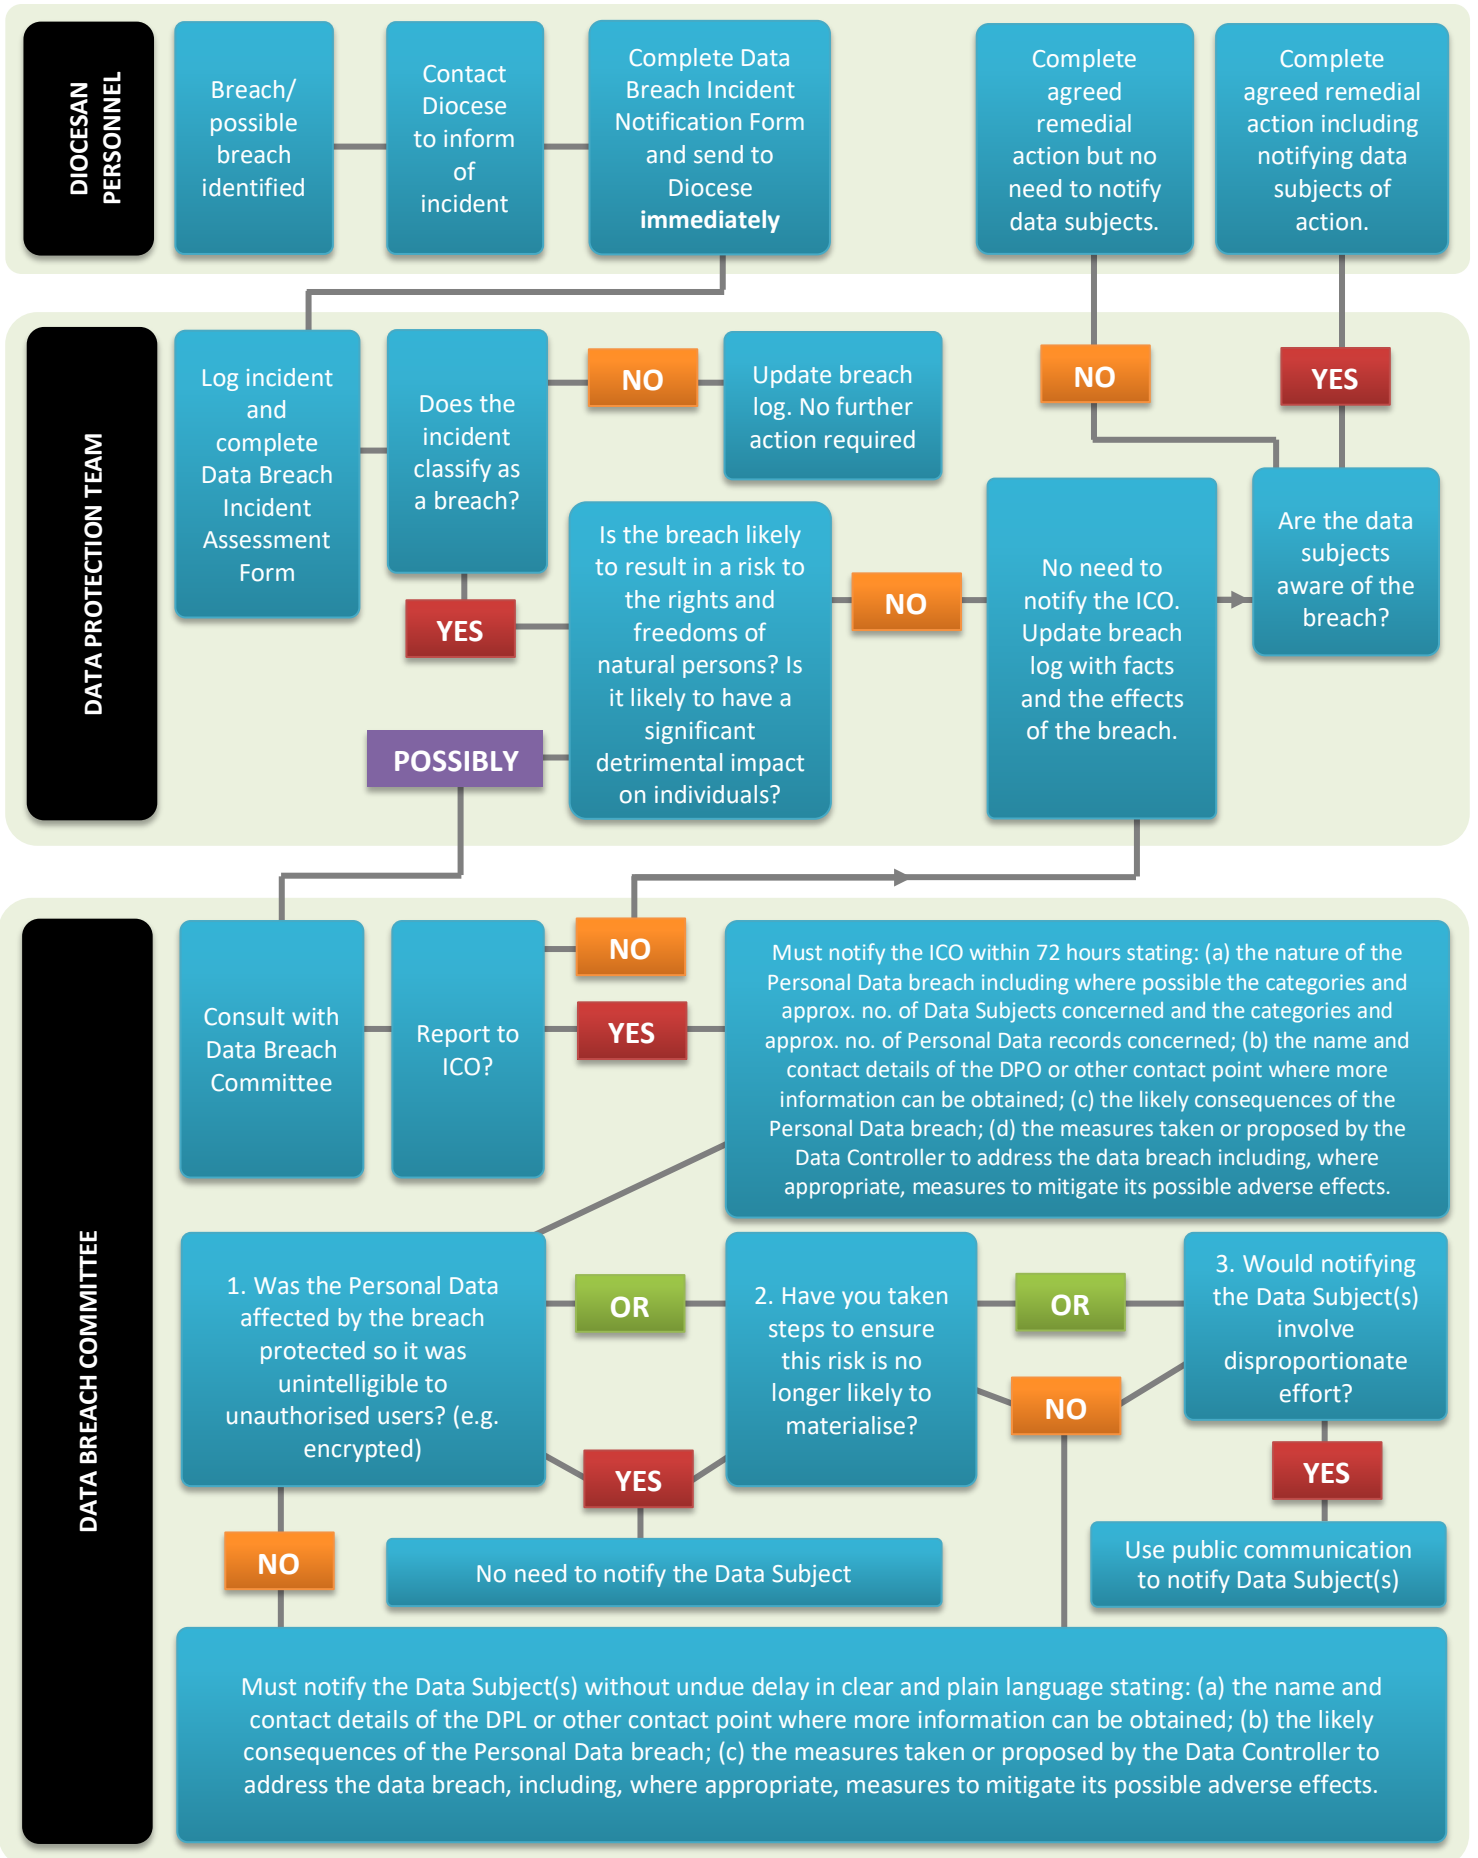 DIOCESAN
PERSONNEL
Breach/
possible
breach
identified
Contact
Diocese
to inform
of
incident
Complete Data
Breach Incident
Notification Form
and send to
Diocese
immediately
Complete
agreed
remedial
action but no
need to notify
data subjects.
Complete
agreed remedial
action including
notifying data
subjects of
action.
DATA PROTECTION TEAM
Log incident
and
complete
Data Breach
Incident
Assessment
Form
Does the
incident
classify as
a breach?
NO
Update breach
log. No further
action required
NO
YES
YES
Is the breach likely
to result in a risk to
the rights and
freedoms of
natural persons? Is
it likely to have a
significant
detrimental impact
on individuals?
NO
No need to
notify the ICO.
Update breach
log with facts
and the effects
of the breach.
Are the data
subjects
aware of the
breach?
POSSIBLY
DATA BREACH COMMITTEE
Consult with
Data Breach
Committee
Report to
ICO?
NO
YES
Must notify the ICO within 72 hours stating: (a) the nature of the
Personal Data breach including where possible the categories and
approx. no. of Data Subjects concerned and the categories and
approx. no. of Personal Data records concerned; (b) the name and
contact details of the DPO or other contact point where more
information can be obtained; (c) the likely consequences of the
Personal Data breach; (d) the measures taken or proposed by the
Data Controller to address the data breach including, where
appropriate, measures to mitigate its possible adverse effects.
1. Was the Personal Data
affected by the breach
protected so it was
unintelligible to
unauthorised users? (e.g.
encrypted)
OR
2. Have you taken
steps to ensure
this risk is no
longer likely to
materialise?
OR
3. Would notifying
the Data Subject(s)
involve
disproportionate
effort?
NO
YES
YES
NO
No need to notify the Data Subject
Use public communication
to notify Data Subject(s)
Must notify the Data Subject(s) without undue delay in clear and plain language stating: (a) the name and
contact details of the DPL or other contact point where more information can be obtained; (b) the likely
consequences of the Personal Data breach; (c) the measures taken or proposed by the Data Controller to
address the data breach, including, where appropriate, measures to mitigate its possible adverse effects.